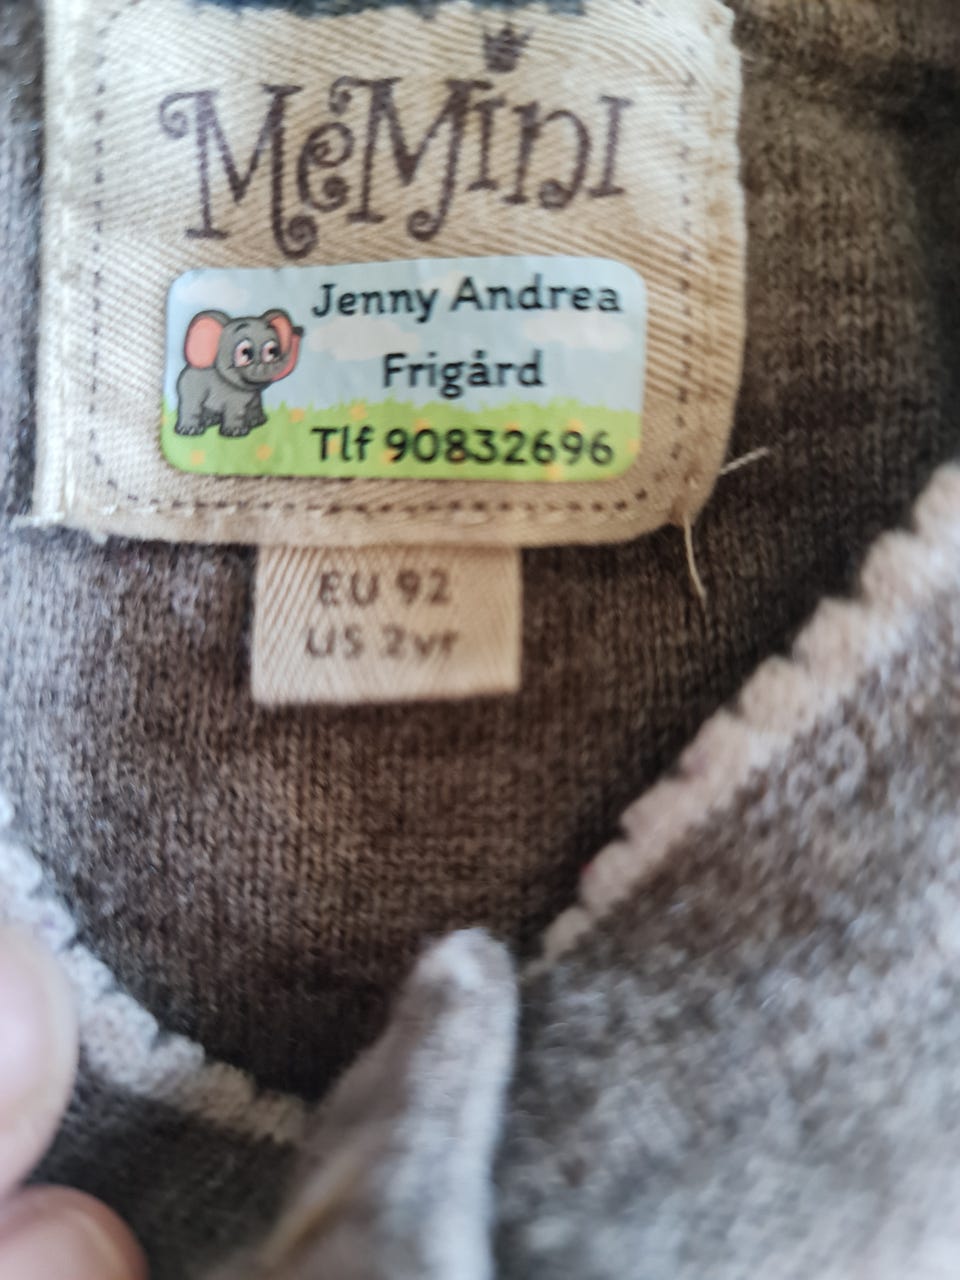 MeMini
Jenny Andrea
Frigård
Tlf 90832696
EU 92
US 2yr